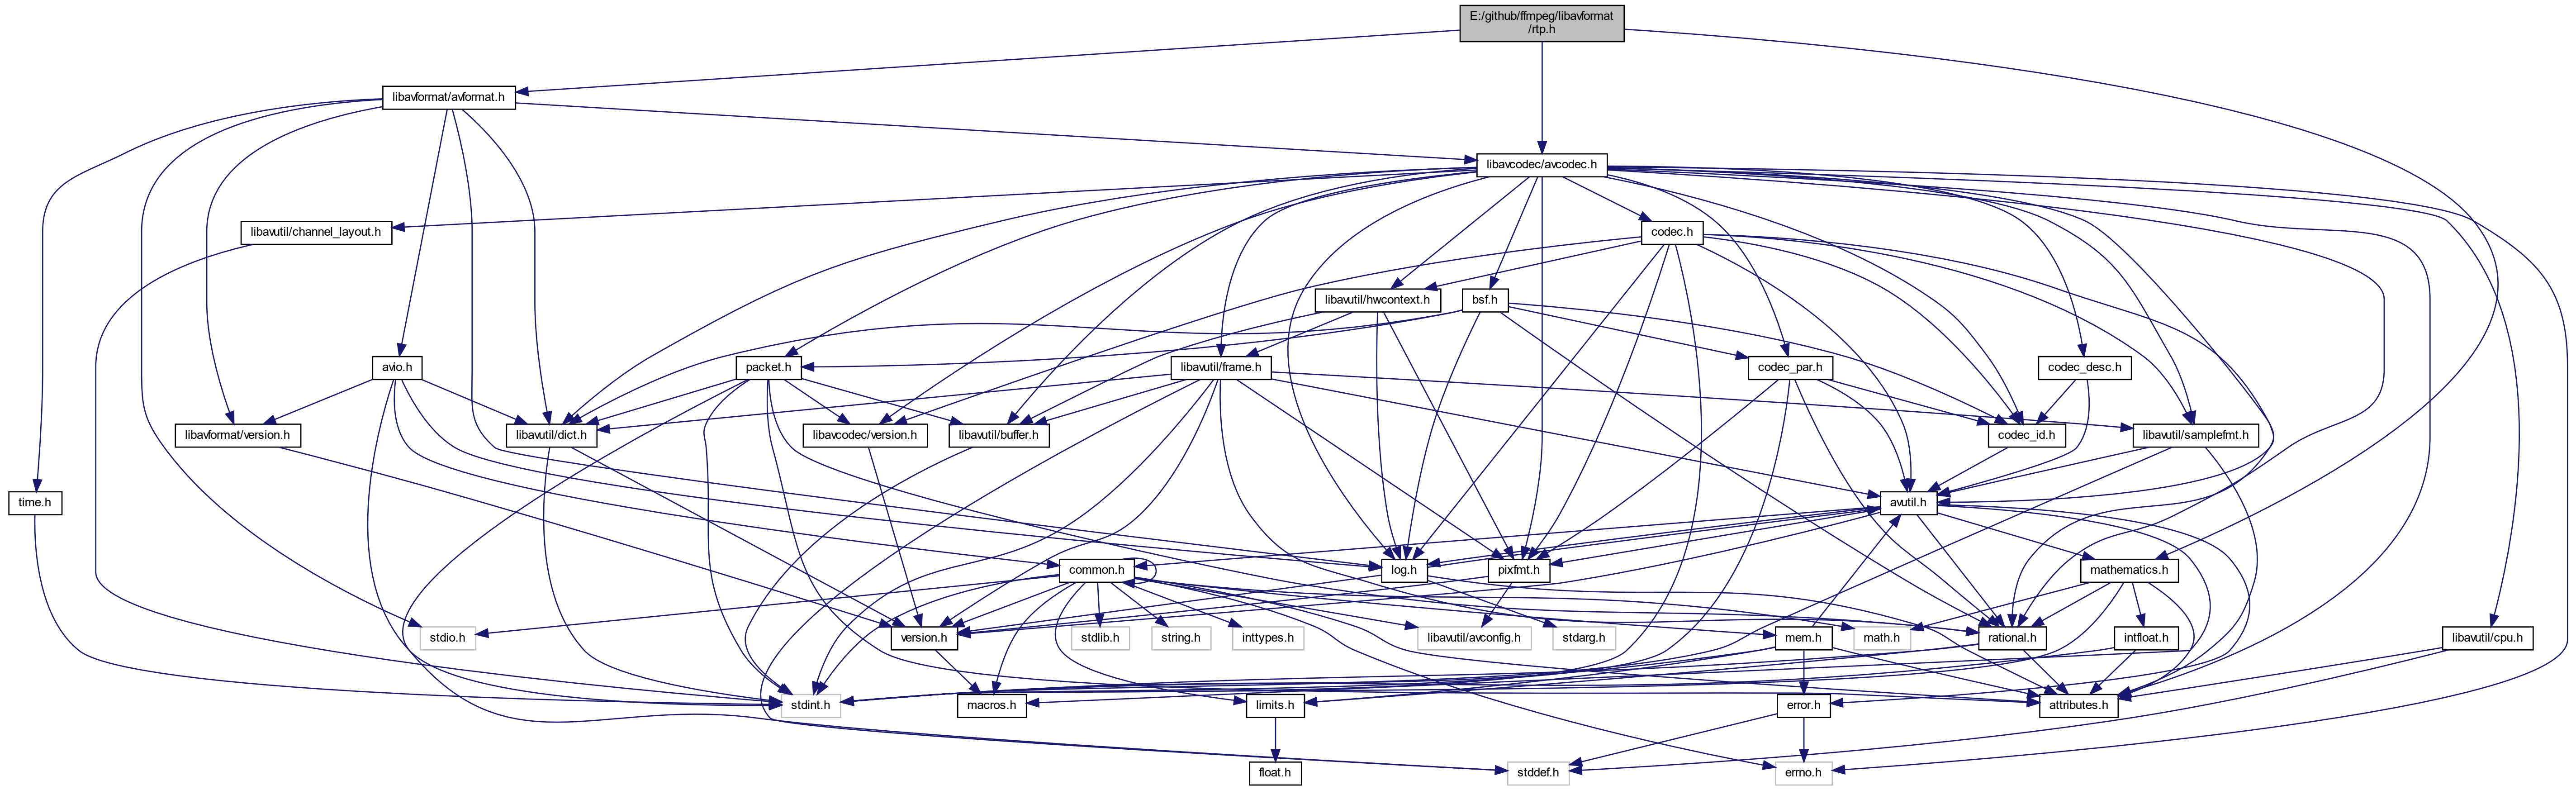 E:/github/ffmpeg/libavformat
/rtp.h
libavformat/avformat.h
libavcodec/avcodec.h
libavutil/channel_layout.h
codec.h
libavutil/hwcontext.h
bsf.h
avio.h
packet.h
libavutil/frame.h
codec_par.h
codec_desc.h
libavformat/version.h
libavutil/dict.h
libavcodec/version.h
libavutil/buffer.h
codec_id.h
libavutil/samplefmt.h
time.h
avutil.h
common.h
log.h
pixfmt.h
mathematics.h
stdio.h
version.h
stdlib.h
string.h
inttypes.h
libavutil/avconfig.h
stdarg.h
mem.h
math.h
rational.h
intfloat.h
libavutil/cpu.h
stdint.h
macros.h
limits.h
error.h
attributes.h
float.h
stddef.h
errno.h